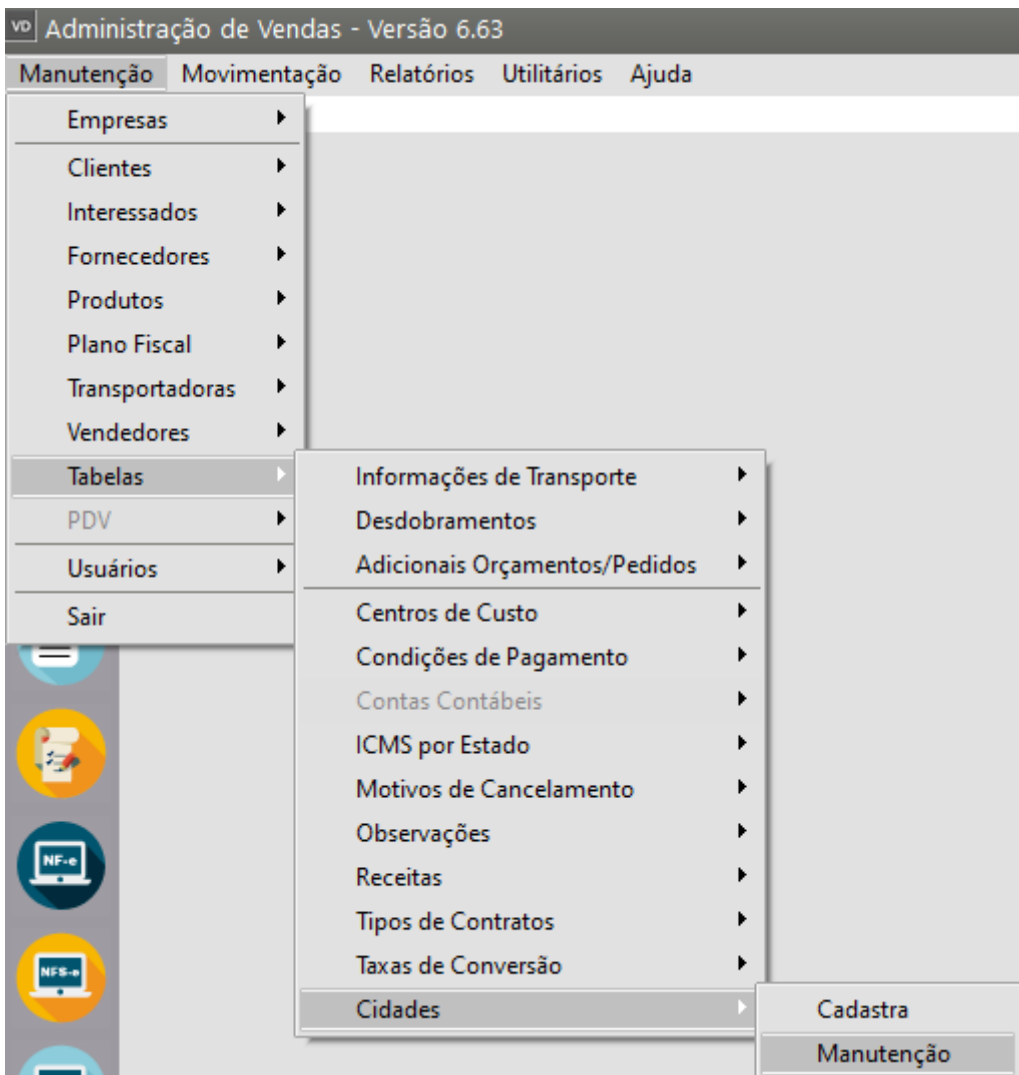 VD Administração de Vendas - Versão 6.63
Manutenção Movimentação Relatórios Utilitários Ajuda
Empresas
Clientes
Interessados
Fornecedores
Produtos
Plano Fiscal
Transportadoras
Vendedores
Tabelas
PDV
Usuários
Sair
Informações de Transporte
Desdobramentos
Adicionais Orçamentos/Pedidos
Centros de Custo
Condições de Pagamento
Contas Contábeis
ICMS por Estado
Motivos de Cancelamento
Observações
Receitas
Tipos de Contratos
Taxas de Conversão
Cidades
Cadastra
Manutenção
NF-e
NFS-e